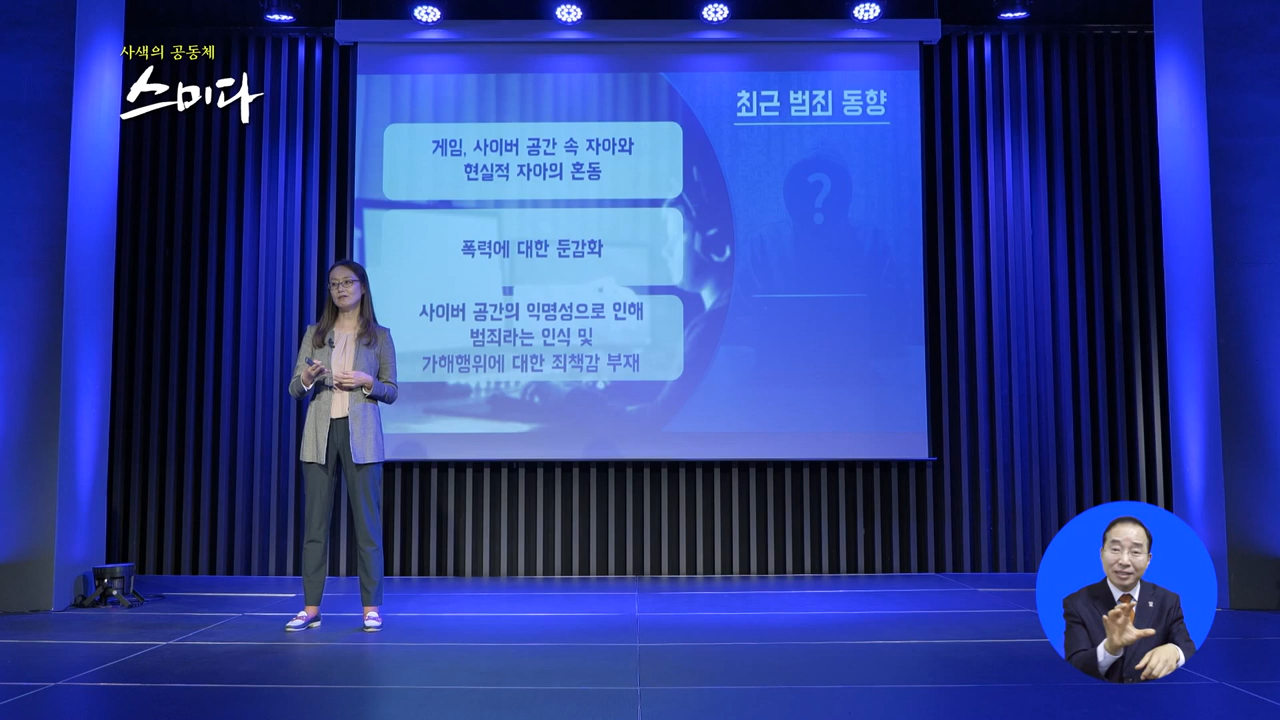 사색의 공동체
스미다
최근 범죄 동향
게임, 사이버 공간 속 자아와
현실적 자아의 혼동
폭력에 대한 둔감화
사이버 공간의 익명성으로 인해
범죄라는 인식 및
가해행위에 대한 죄책감 부재
?